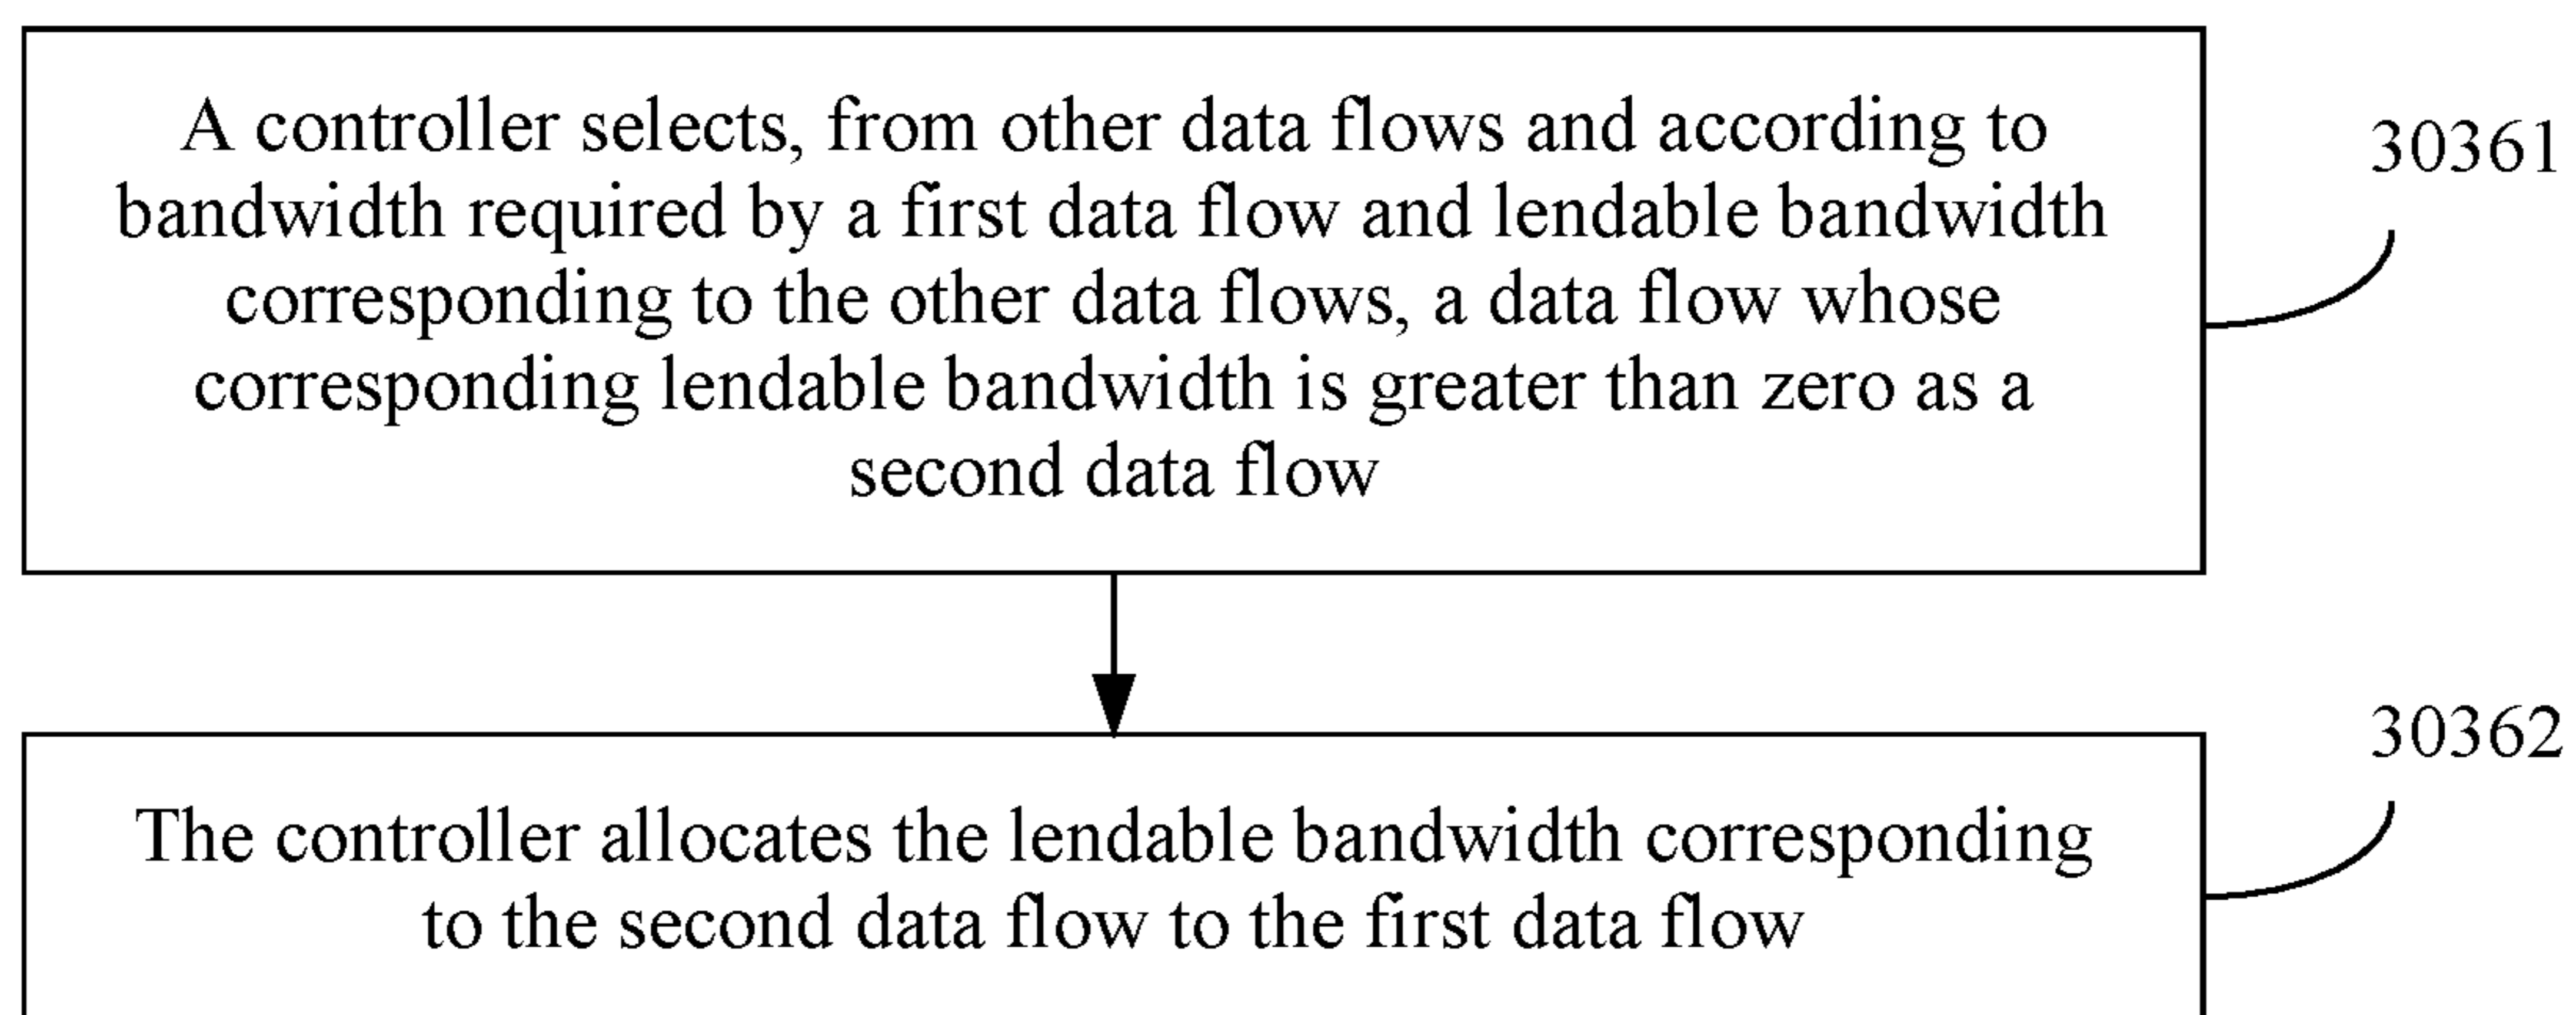 A controller selects, from other data flows and according to
bandwidth required by a first data flow and lendable bandwidth
corresponding to the other data flows, a data flow whose
corresponding lendable bandwidth is greater than zero as a
second data flow
30361
The controller allocates the lendable bandwidth corresponding
to the second data flow to the first data flow
30362